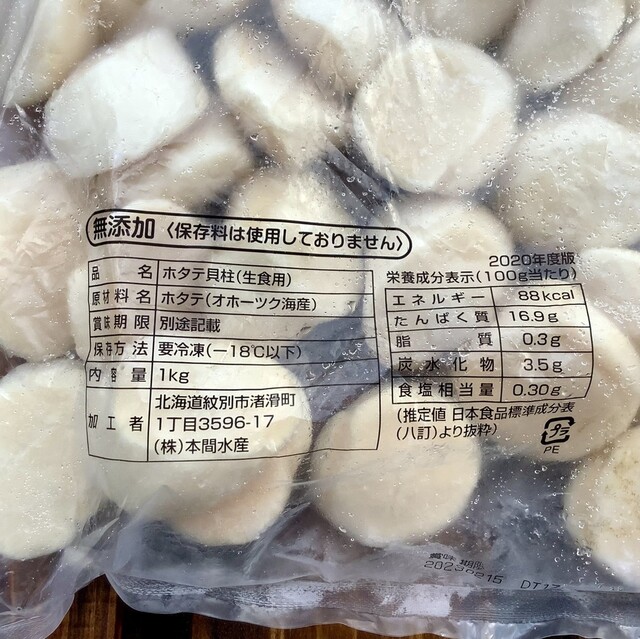 無添加〈保存料は使用しておりません〉
品 名 ホタテ貝柱(生食用)
原材料名 ホタテ(オホーツク海産)
賞味期限 別途記載
保存方法 要冷凍(−18℃以下)
内容量 1kg
加工者 北海道紋別市渚滑町
1丁目3596-17
(株)本間水産
2020年度版
栄養成分表示(100g当たり)
エネルギー 88kcal
たんぱく質 16.9g
脂質 0.3g
炭水化物 3.5g
食塩相当量 0.30g
(推定値 日本食品標準成分表
(八訂)より抜粋)
プラ
PE
賞味期限